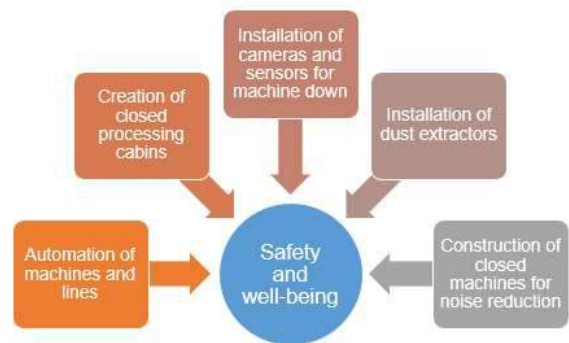 Installation of
cameras and
sensors for
machine down
Creation of
closed
processing
cabins
Installation of
dust extractors
Automation of
machines and
lines
Safety
and
well-being
Construction of
closed
machines for
noise reduction